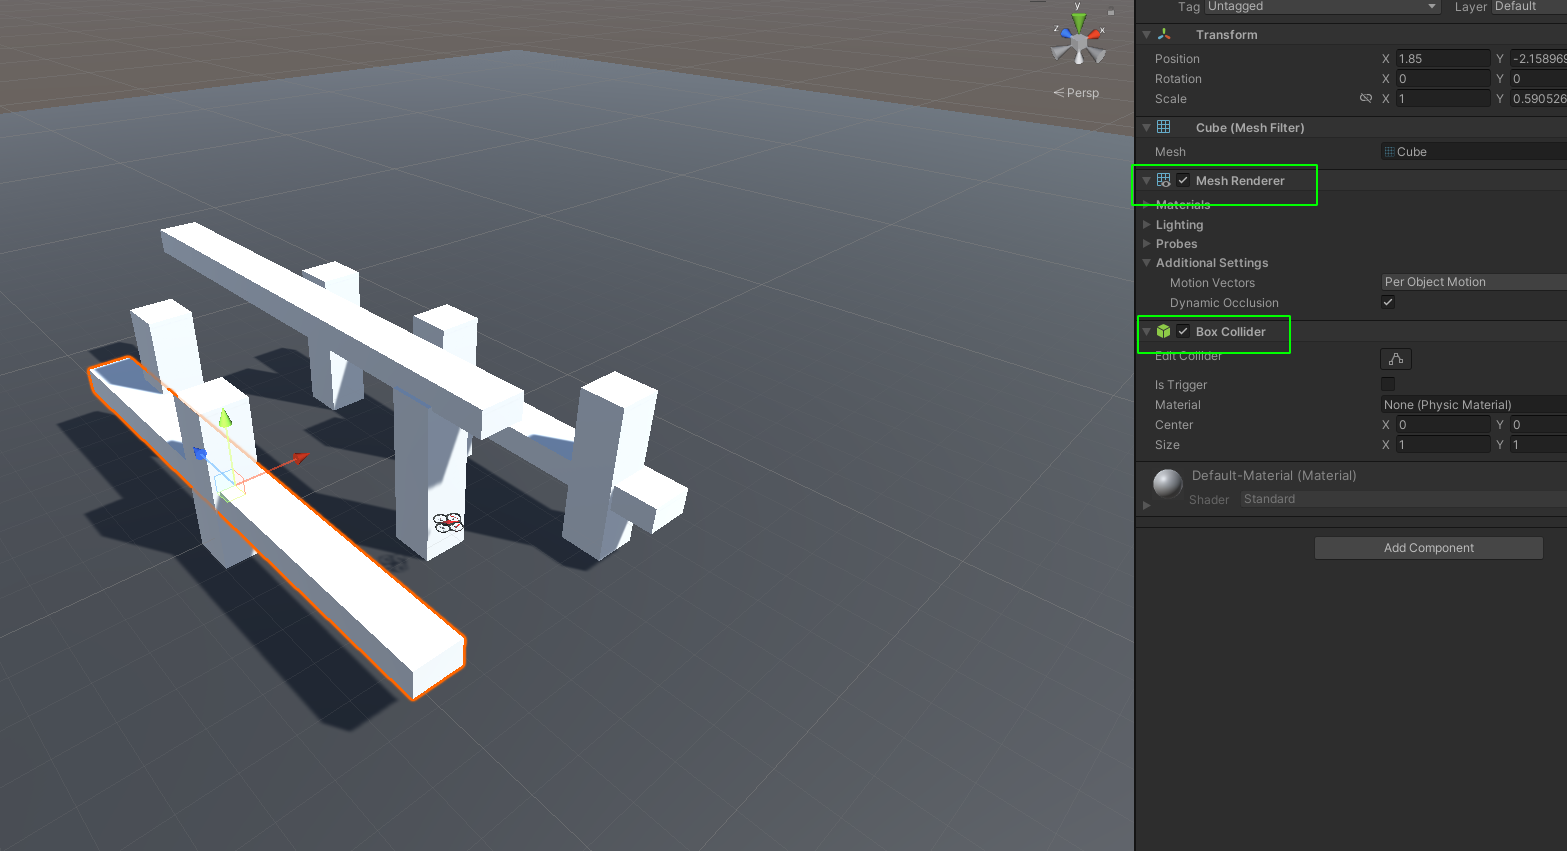 y
z
x
Persp
Tag Untagged Layer Default
Transform
Position X 1.85 Y -2.158969
Rotation X 0 Y 0
Scale X 1 Y 0.590526
Cube (Mesh Filter)
Mesh Cube
Mesh Renderer
Materials
Lighting
Probes
Additional Settings
Motion Vectors Per Object Motion
Dynamic Occlusion
Box Collider
Edit Collider
Is Trigger
Material None (Physic Material)
Center X 0 Y 0
Size X 1 Y 1
Default-Material (Material)
Shader Standard
Add Component